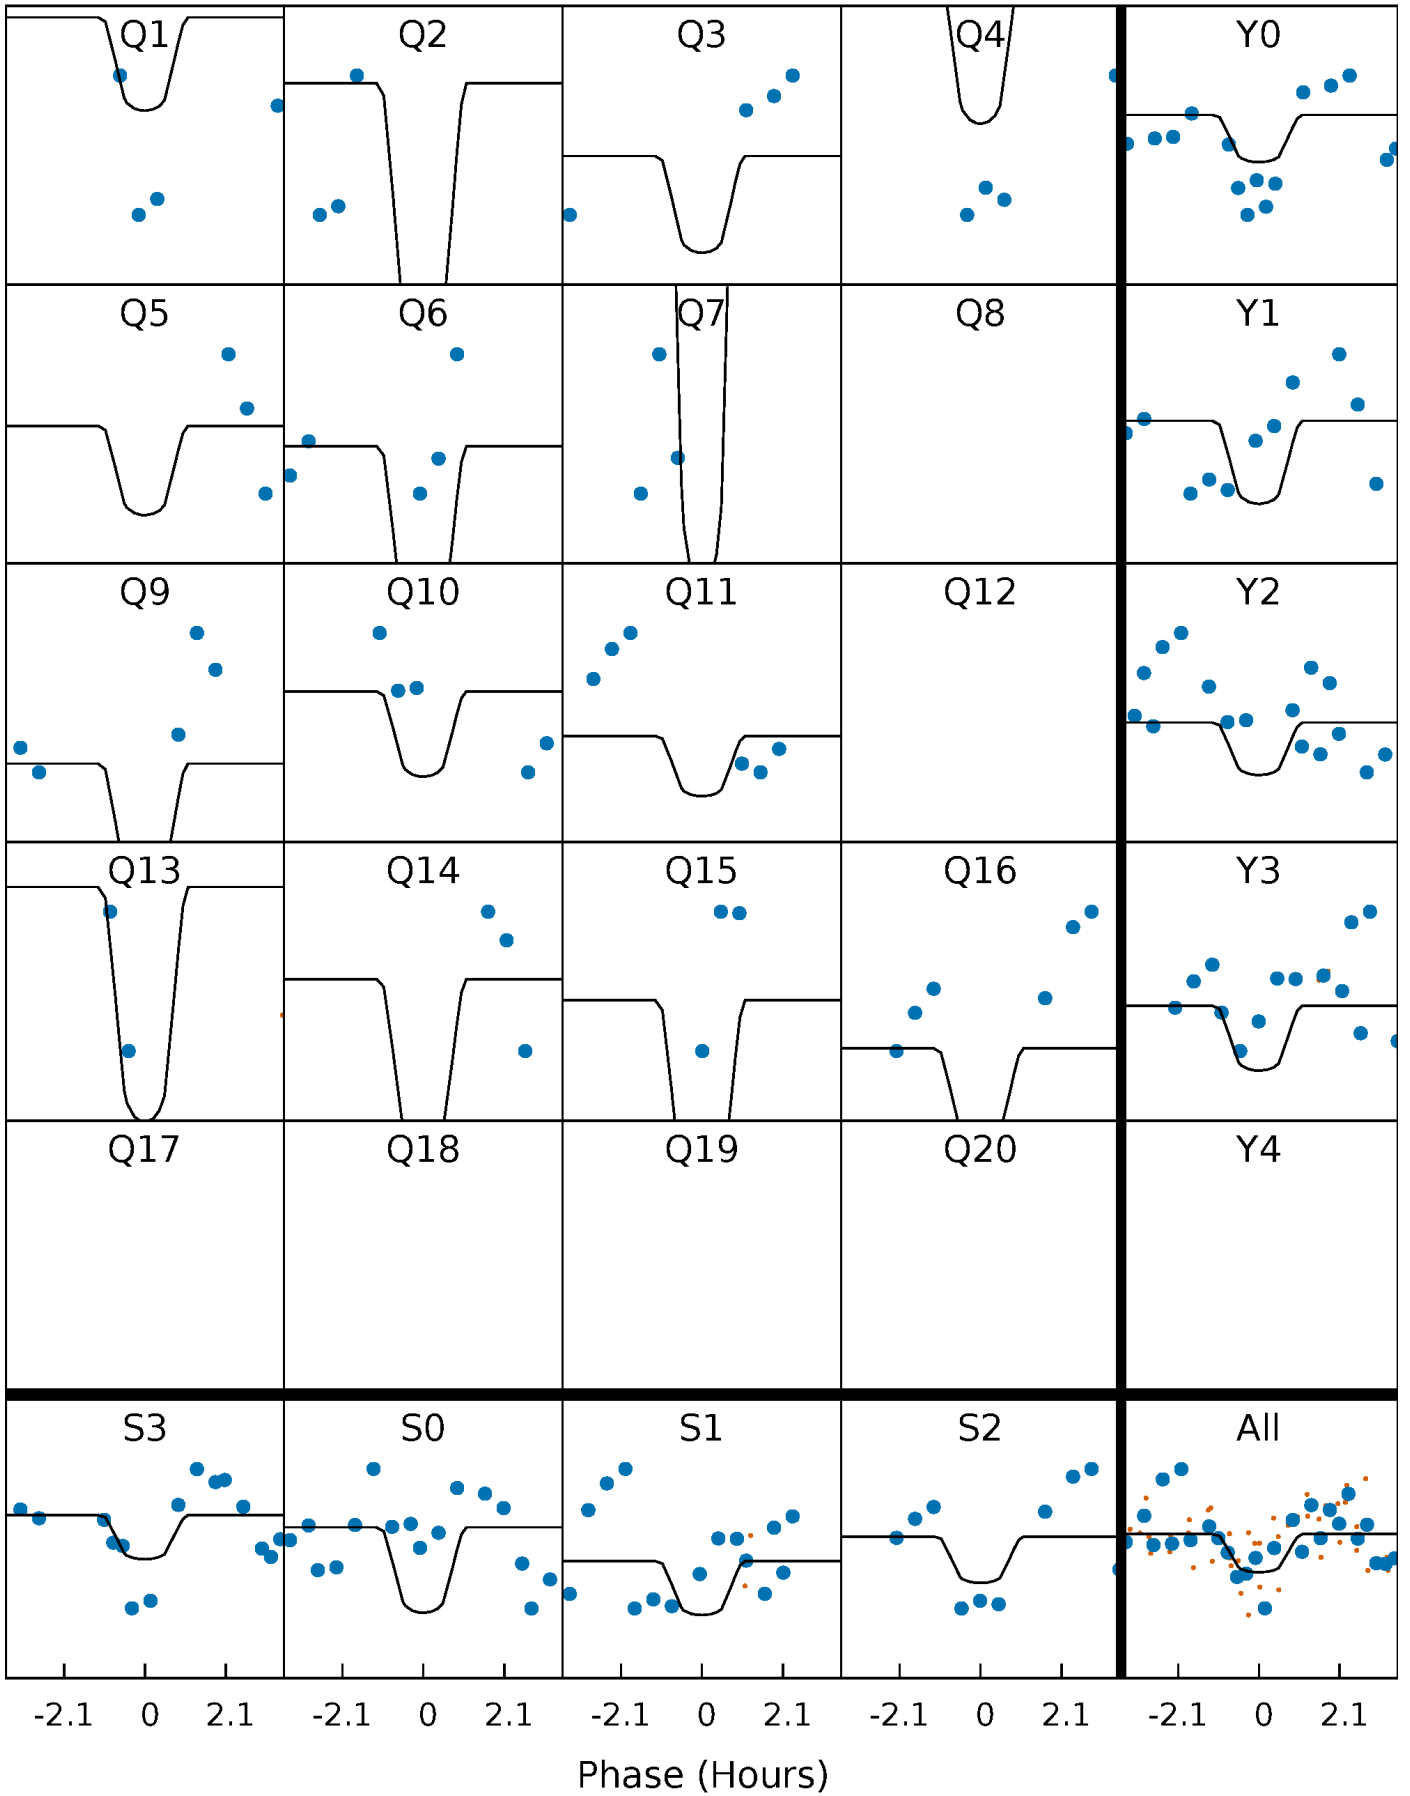 Q1 Q2 Q3 Q4 Y0
Q5 Q6 Q7 Q8 Y1
Q9 Q10 Q11 Q12 Y2
Q13 Q14 Q15 Q16 Y3
Q17 Q18 Q19 Q20 Y4
S3 S0 S1 S2 All
-2.1 0 2.1 -2.1 0 2.1 -2.1 0 2.1 -2.1 0 2.1 -2.1 0 2.1
Phase (Hours)